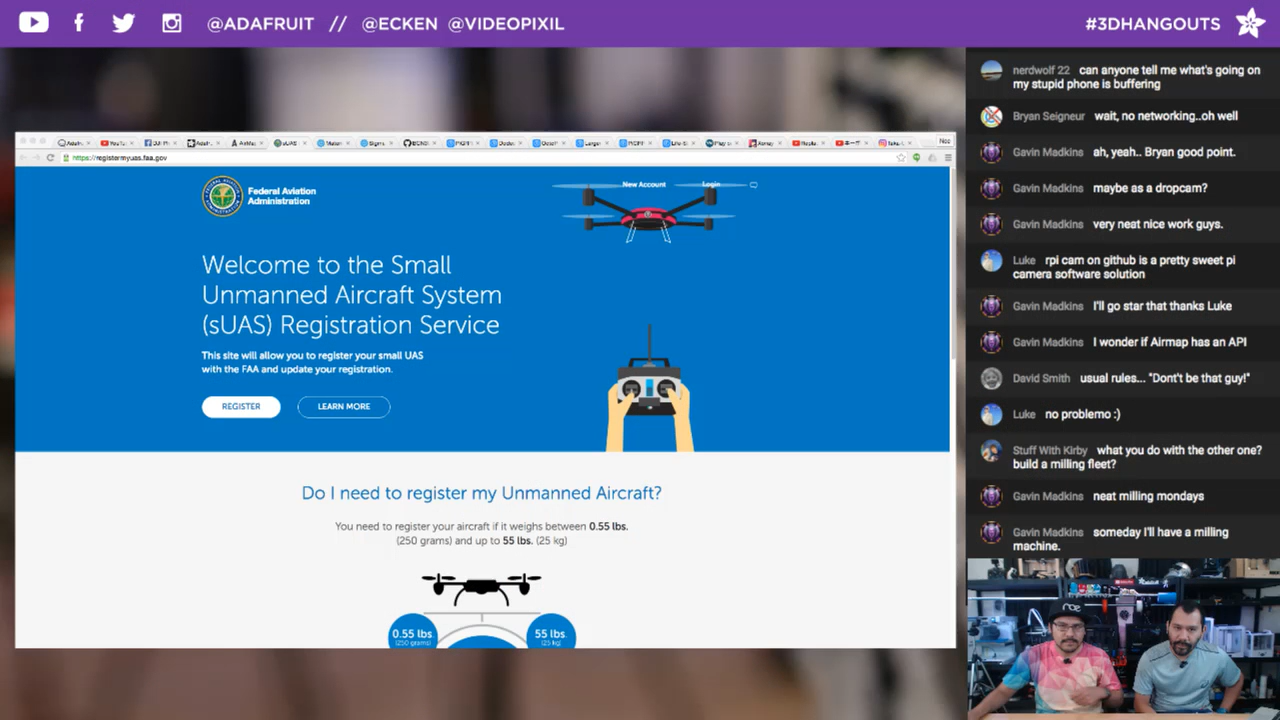 @ADAFRUIT // @ECKEN @VIDEOPIXIL
#3DHANGOUTS
https://registermyuas.faa.gov
Federal Aviation
Administration
New Account
Login
Welcome to the Small
Unmanned Aircraft System
(sUAS) Registration Service
This site will allow you to register your small UAS
with the FAA and update your registration.
REGISTER
LEARN MORE
Do I need to register my Unmanned Aircraft?
You need to register your aircraft if it weighs between 0.55 lbs.
(250 grams) and up to 55 lbs. (25 kg)
0.55 lbs.
(250 grams)
55 lbs.
(25 kg)
nerdwolf 22 can anyone tell me what's going on
my stupid phone is buffering
Bryan Seigneur wait, no networking..oh well
Gavin Madkins ah, yeah.. Bryan good point.
Gavin Madkins maybe as a dropcam?
Gavin Madkins very neat nice work guys.
Luke rpi cam on github is a pretty sweet pi
camera software solution
Gavin Madkins I'll go star that thanks Luke
Gavin Madkins I wonder if Airmap has an API
David Smith usual rules... "Dont't be that guy!"
Luke no problemo :)
Stuff With Kirby what you do with the other one?
build a milling fleet?
Gavin Madkins neat milling mondays
Gavin Madkins someday I'll have a milling
machine.